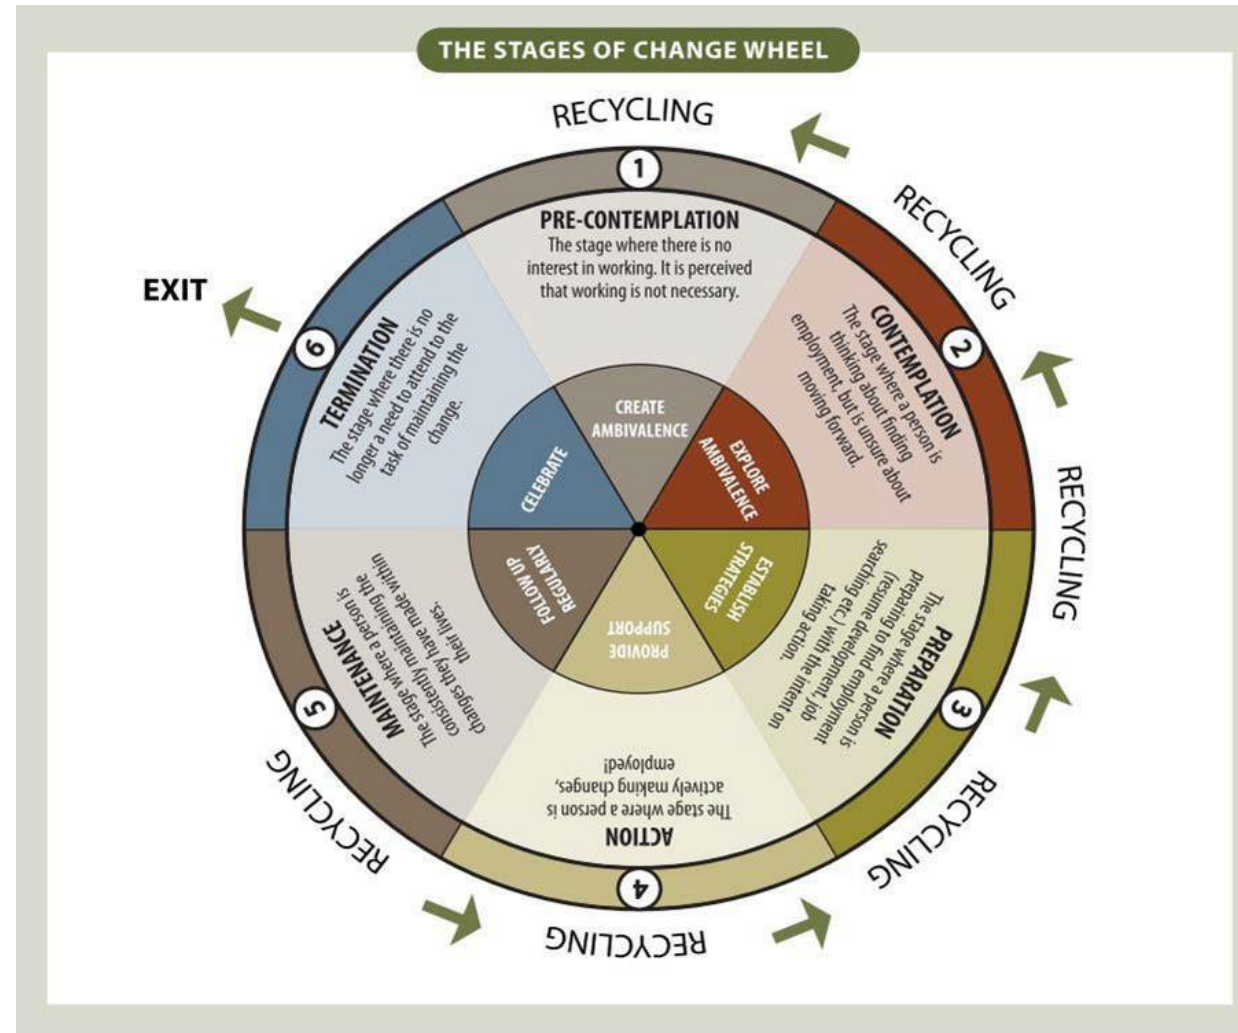 THE STAGES OF CHANGE WHEEL
RECYCLING
1
PRE-CONTEMPLATION
The stage where there is no
interest in working. It is perceived
that working is not necessary.
CREATE
AMBIVALENCE
RECYCLING
2
CONTEMPLATION
The stage where a person is
thinking about finding
employment, but is unsure about
moving forward.
EXPLORE
AMBIVALENCE
RECYCLING
3
PREPARATION
The stage where a person is
preparing to find employment
(resume development, job
searching etc.) with the intent on
taking action.
ESTABLISH
STRATEGIES
RECYCLING
4
ACTION
The stage where a person is
actively making changes,
employed!
PROVIDE
SUPPORT
RECYCLING
5
MAINTENANCE
The stage where a person is
consistently maintaining the
changes they have made within
their lives.
FOLLOW UP
REGULARLY
RECYCLING
6
TERMINATION
The stage where there is no
longer a need to attend to the
task of maintaining the
change.
CELEBRATE
EXIT